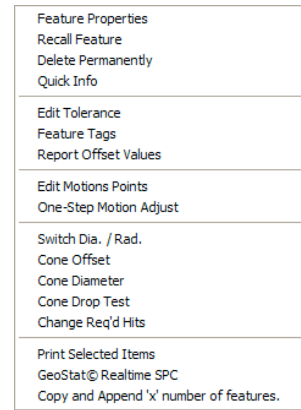 Feature Properties
Recall Feature
Delete Permanently
Quick Info
Edit Tolerance
Feature Tags
Report Offset Values
Edit Motions Points
One-Step Motion Adjust
Switch Dia. / Rad.
Cone Offset
Cone Diameter
Cone Drop Test
Change Req'd Hits
Print Selected Items
GeoStat© Realtime SPC
Copy and Append 'x' number of features.